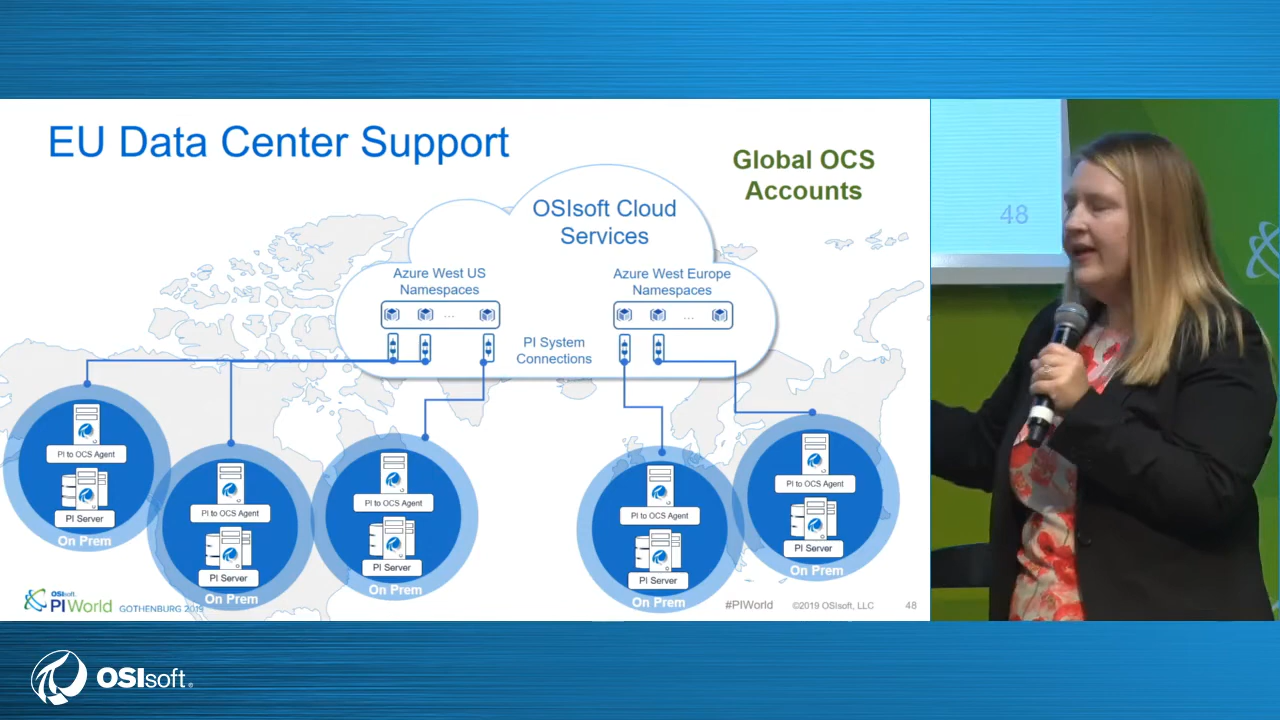 EU Data Center Support
Global OCS
Accounts
OSIsoft Cloud
Services
Azure West US
Namespaces
...
Azure West Europe
Namespaces
...
PI System
Connections
PI to OCS Agent
PI Server
On Prem
PI to OCS Agent
PI Server
On Prem
PI to OCS Agent
PI Server
On Prem
PI to OCS Agent
PI Server
On Prem
PI to OCS Agent
PI Server
On Prem
OSIsoft.
PI World GOTHENBURG 2019
#PIWorld ©2019 OSIsoft, LLC 48
48
OSIsoft®